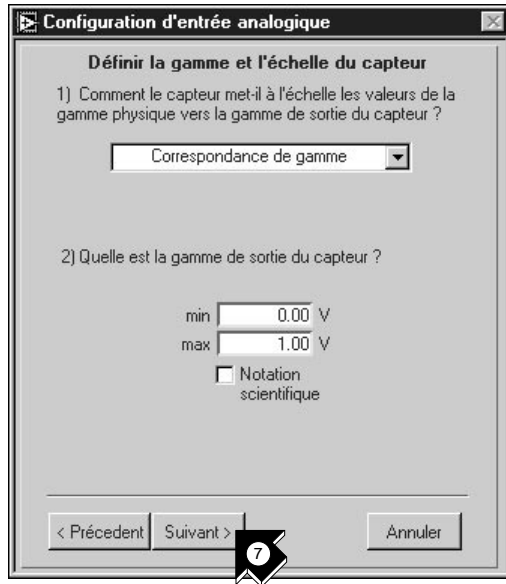 Configuration d'entrée analogique
Définir la gamme et l'échelle du capteur
1) Comment le capteur met-il à l'échelle les valeurs de la
gamme physique vers la gamme de sortie du capteur ?
Correspondance de gamme
2) Quelle est la gamme de sortie du capteur ?
min 0.00 V
max 1.00 V
Notation
scientifique
< Précedent Suivant > Annuler
7